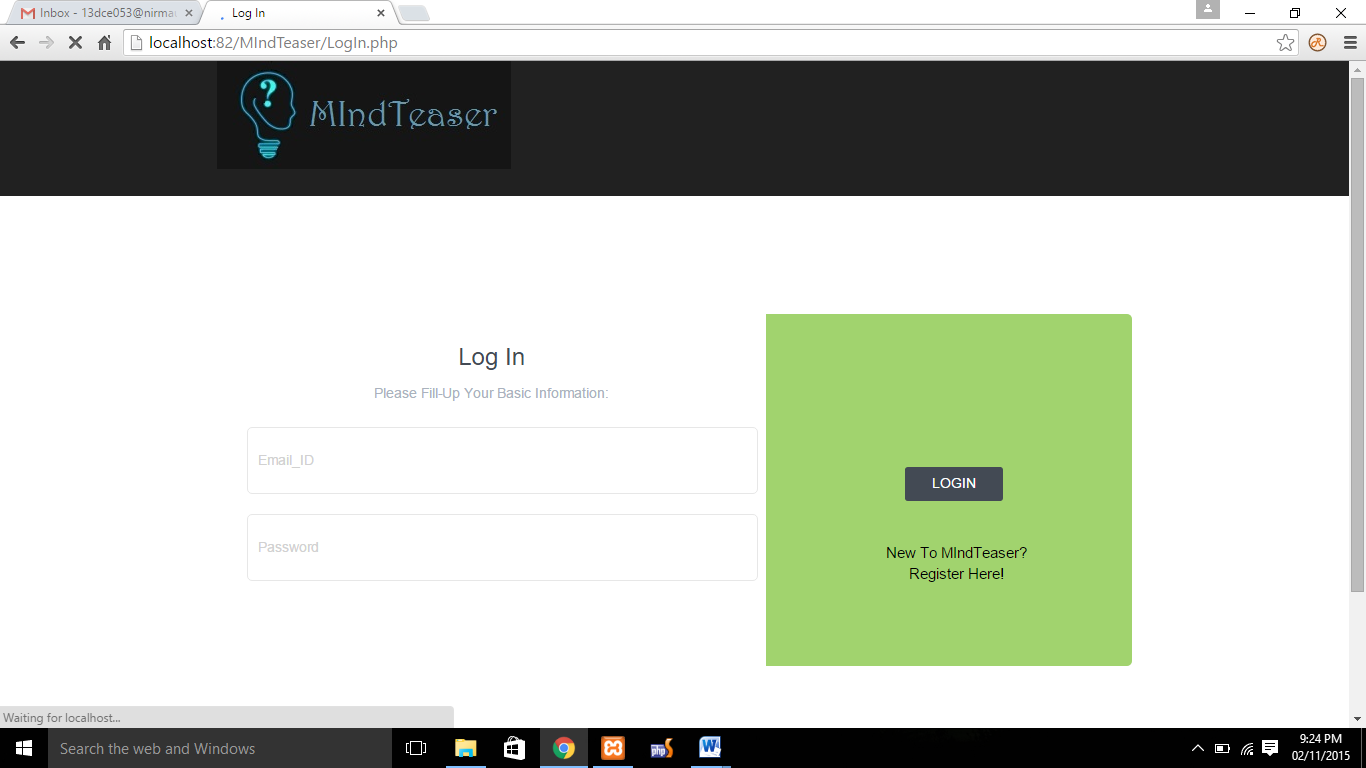 Inbox - 13dce053@nirma
Log In
localhost:82/MIndTeaser/LogIn.php
?
MIndTeaser
Log In
Please Fill-Up Your Basic Information:
Email_ID
Password
LOGIN
New To MIndTeaser?
Register Here!
Waiting for localhost...
Search the web and Windows
php
9:24 PM
02/11/2015